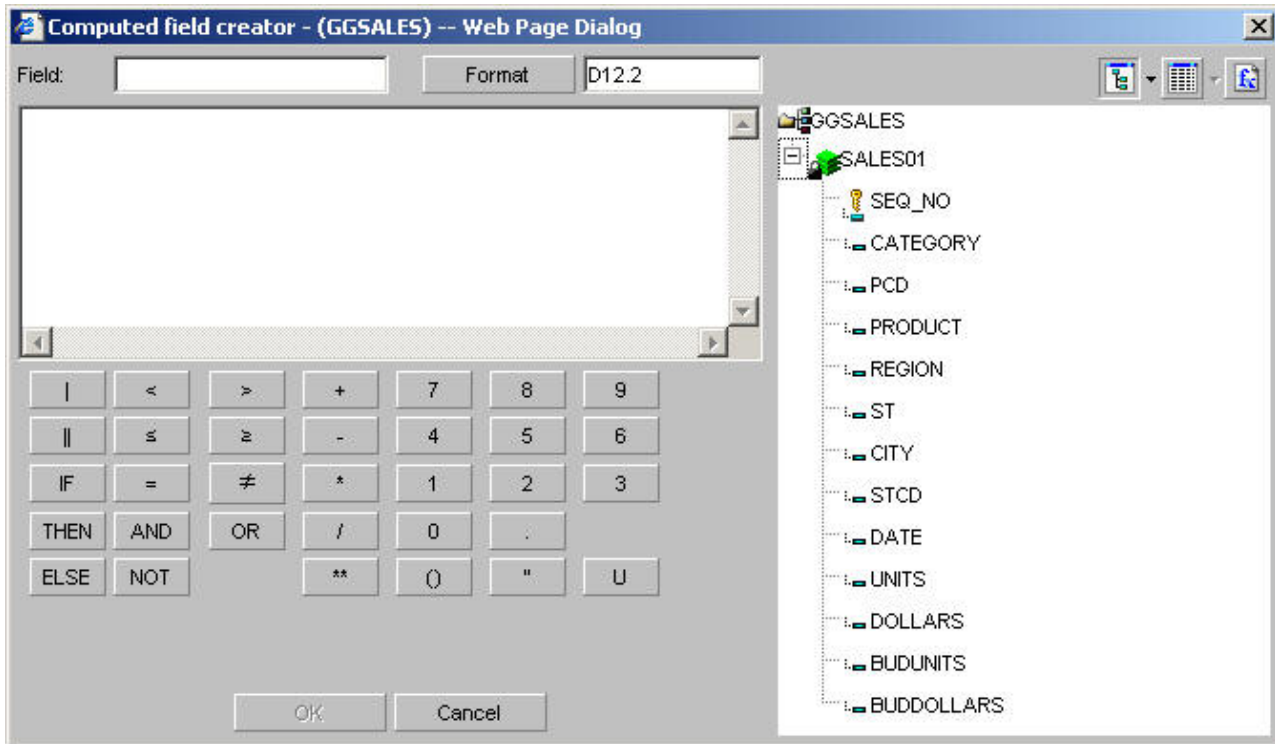 Computed field creator - (GGSALES) -- Web Page Dialog
Field: Format D12.2
GGSALES
SALES01
SEQ_NO
CATEGORY
PCD
PRODUCT
REGION
ST
CITY
STCD
DATE
UNITS
DOLLARS
BUDUNITS
BUDDOLLARS
| < > + 7 8 9
|| ≤ ≥ - 4 5 6
IF = ≠ * 1 2 3
THEN AND OR / 0 .
ELSE NOT ** () " U
OK Cancel